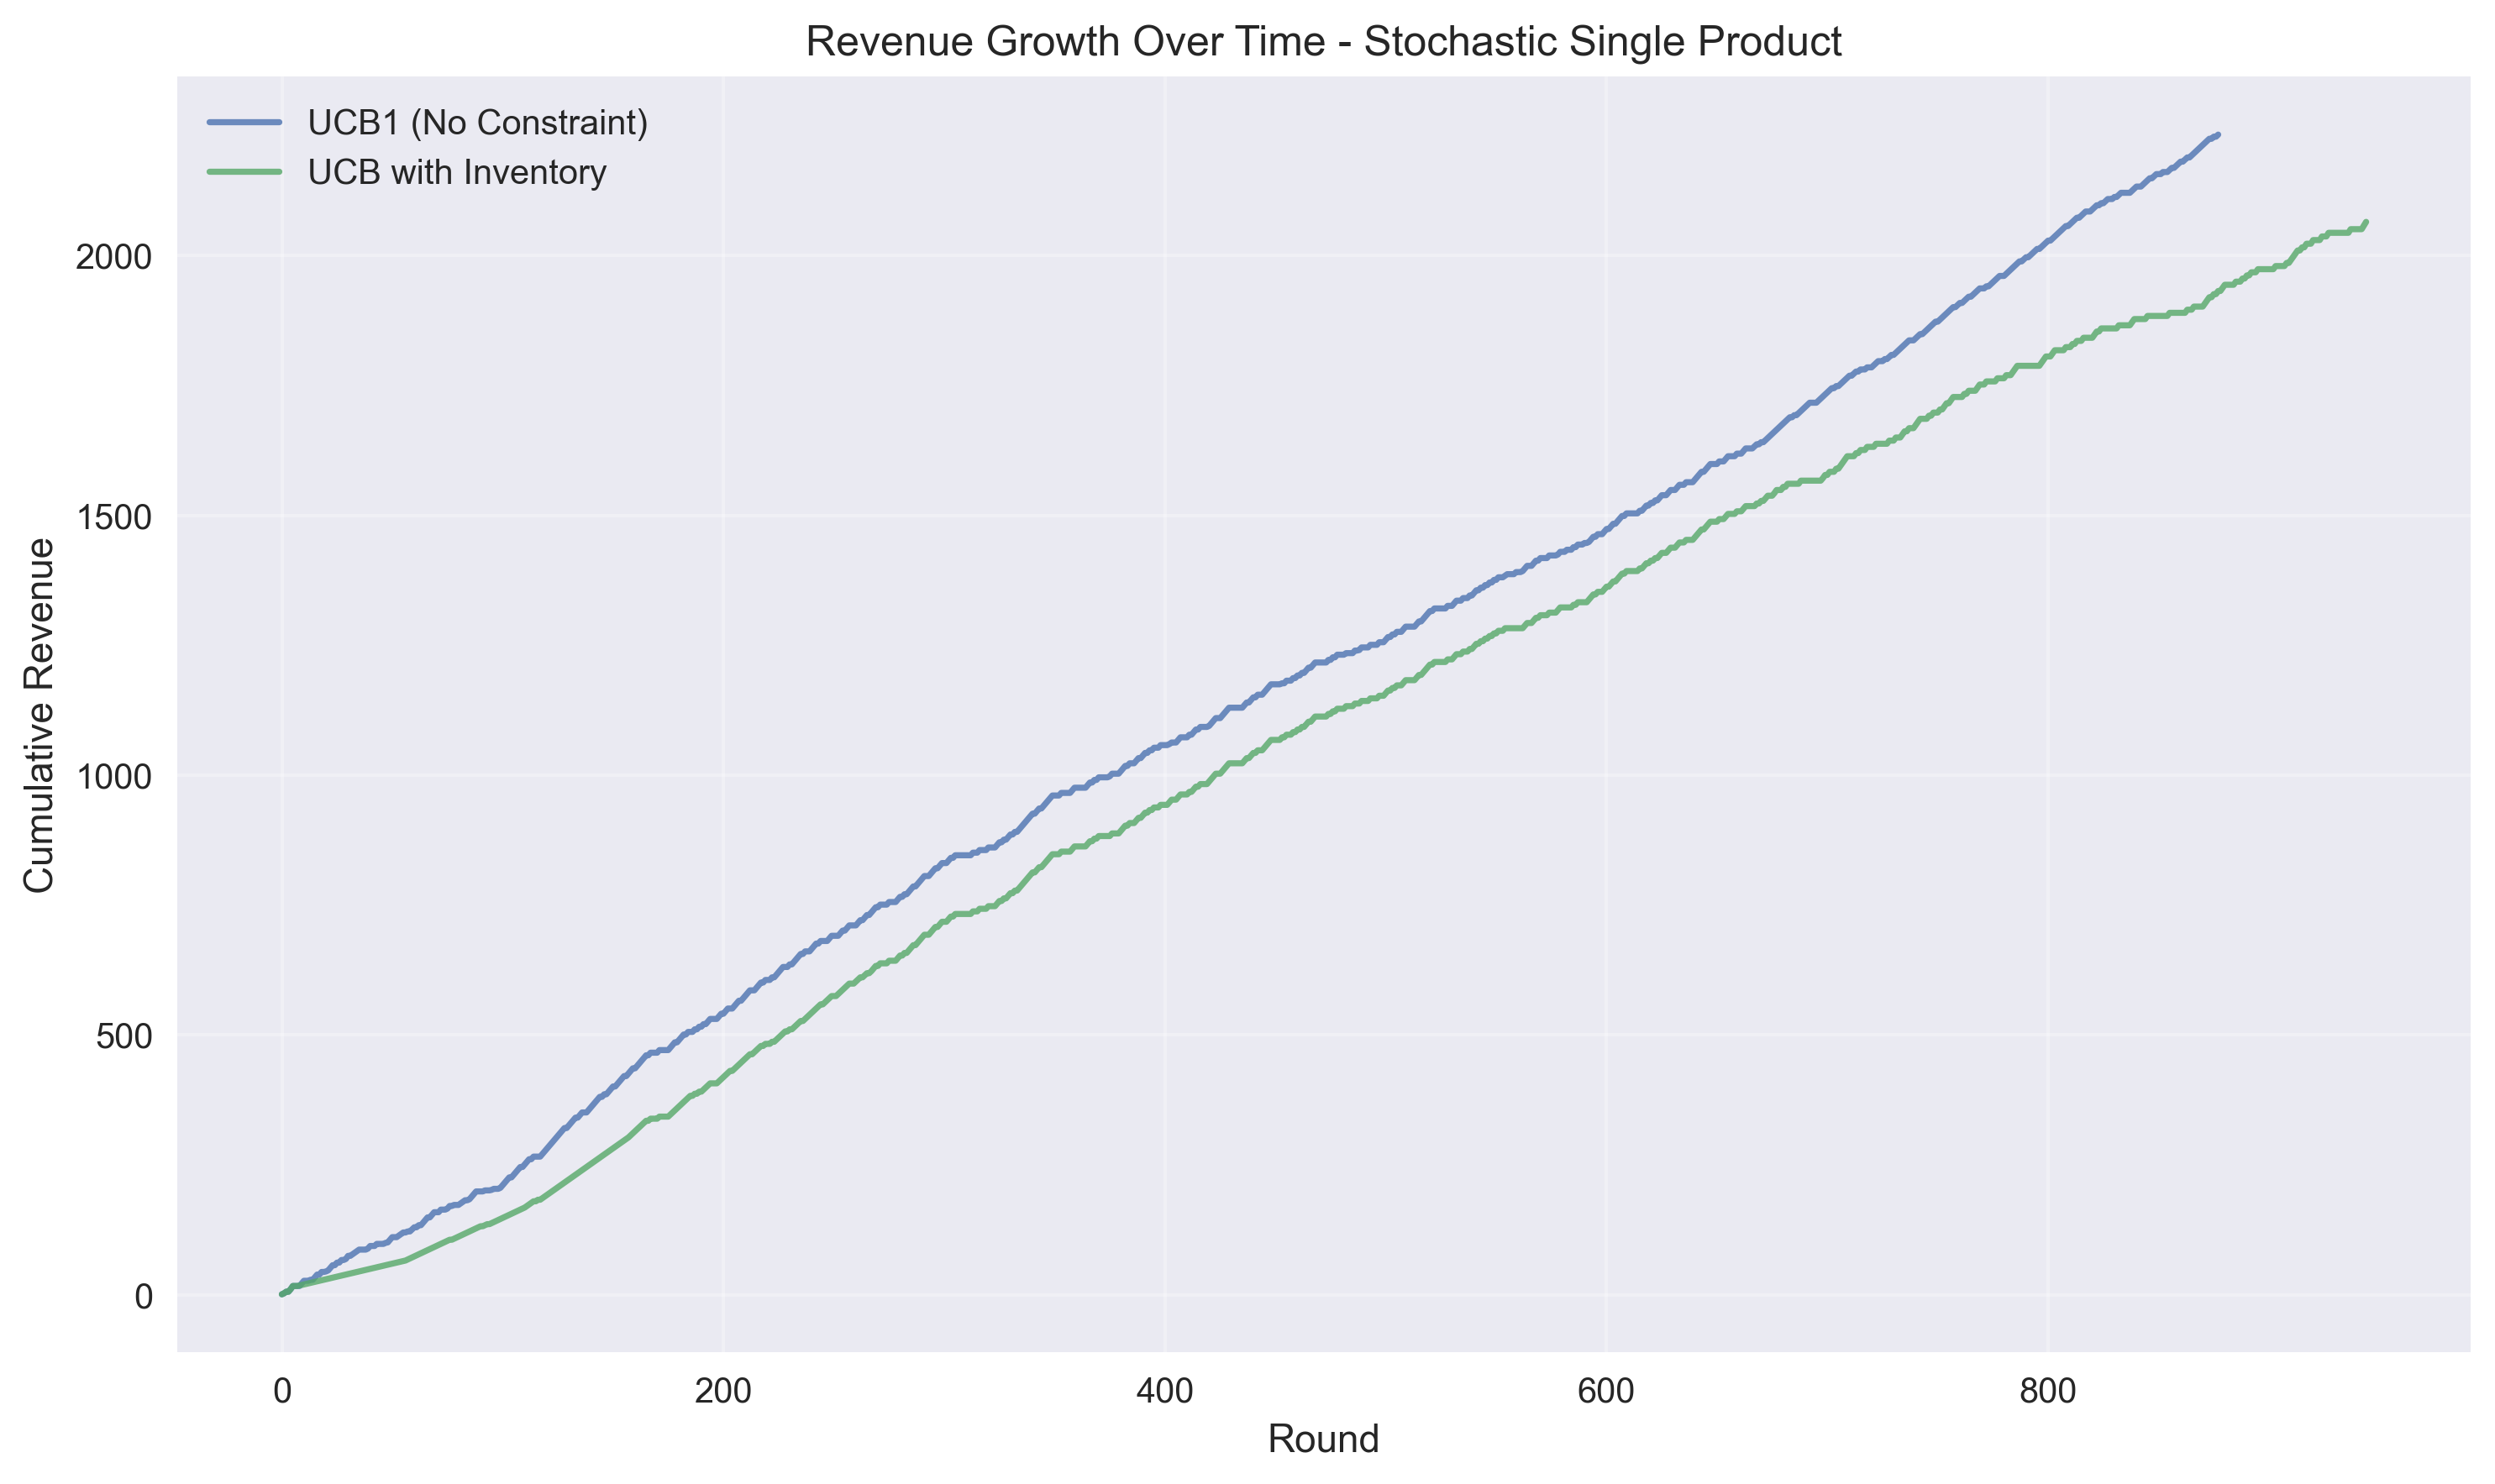 Revenue Growth Over Time - Stochastic Single Product
UCB1 (No Constraint)
UCB with Inventory
Cumulative Revenue
2000
1500
1000
500
0
0 200 400 600 800
Round